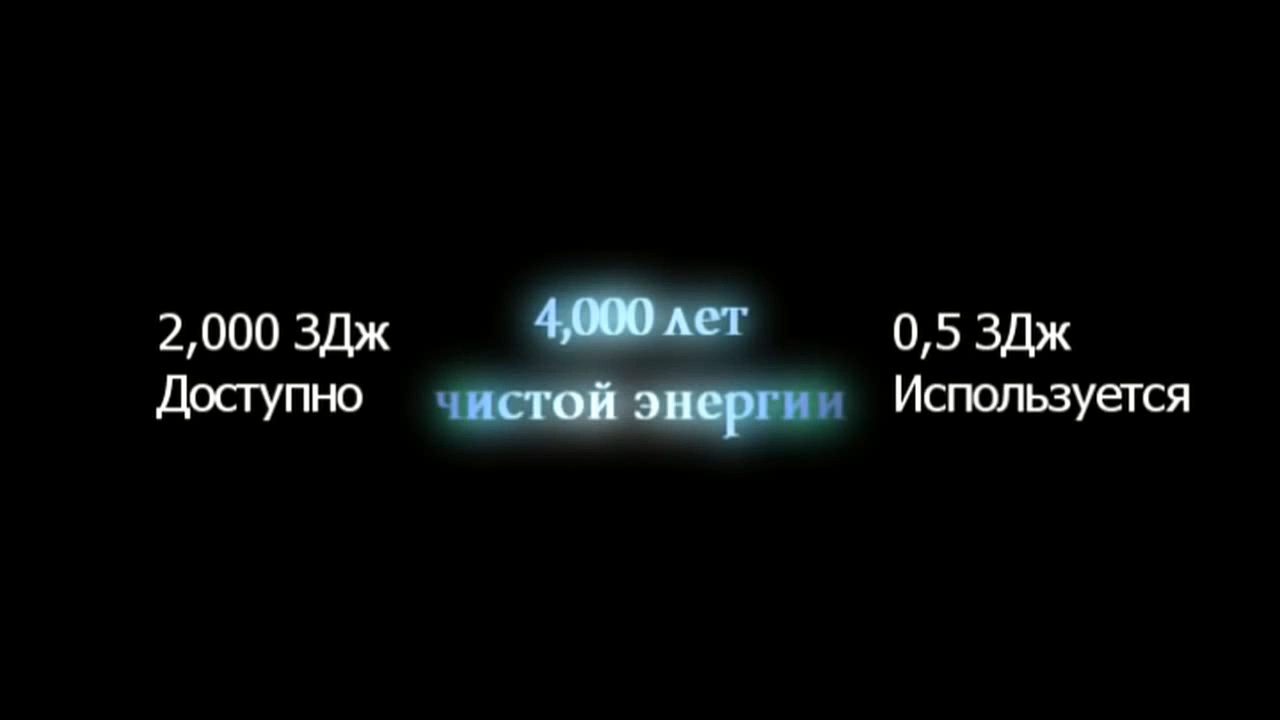 2,000 ЗДж
Доступно
4,000 лет
чистой энергии
0,5 ЗДж
Используется